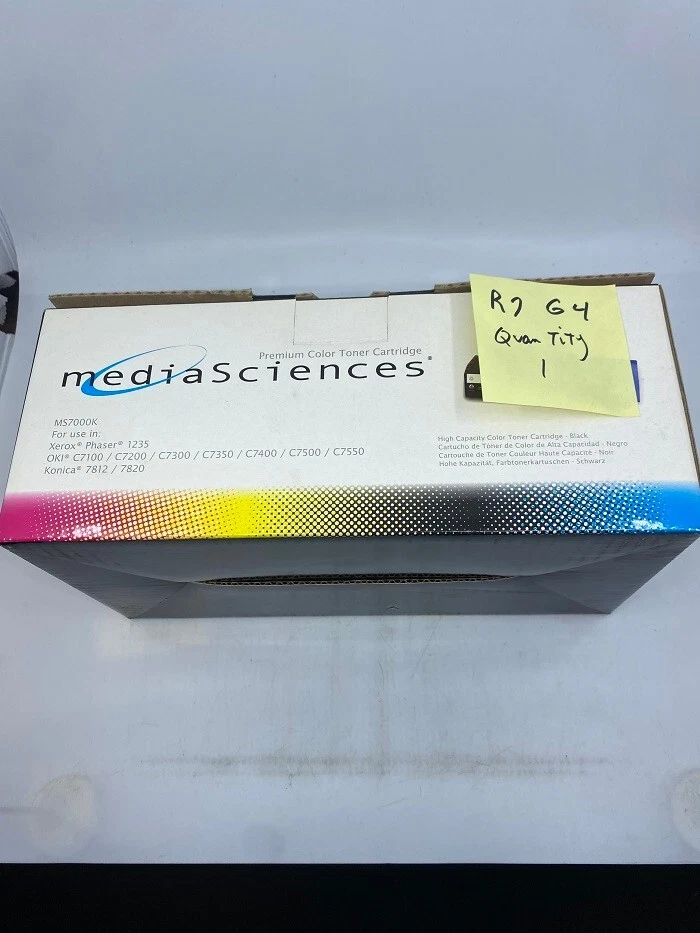 Premium Color Toner Cartridge
mediaSciences®
MS7000K
For use in:
Xerox® Phaser® 1235
OKI® C7100 / C7200 / C7300 / C7350 / C7400 / C7500 / C7550
Konica® 7812 / 7820
R7 G4
Quantity
1
High Capacity Color Toner Cartridge - Black
Cartucho de Toner de Color de Alta Capacidad - Negro
Cartouche de Toner Couleur Haute Capacité - Noir
Hohe Kapazität, Farbtonerkartuschen - Schwarz